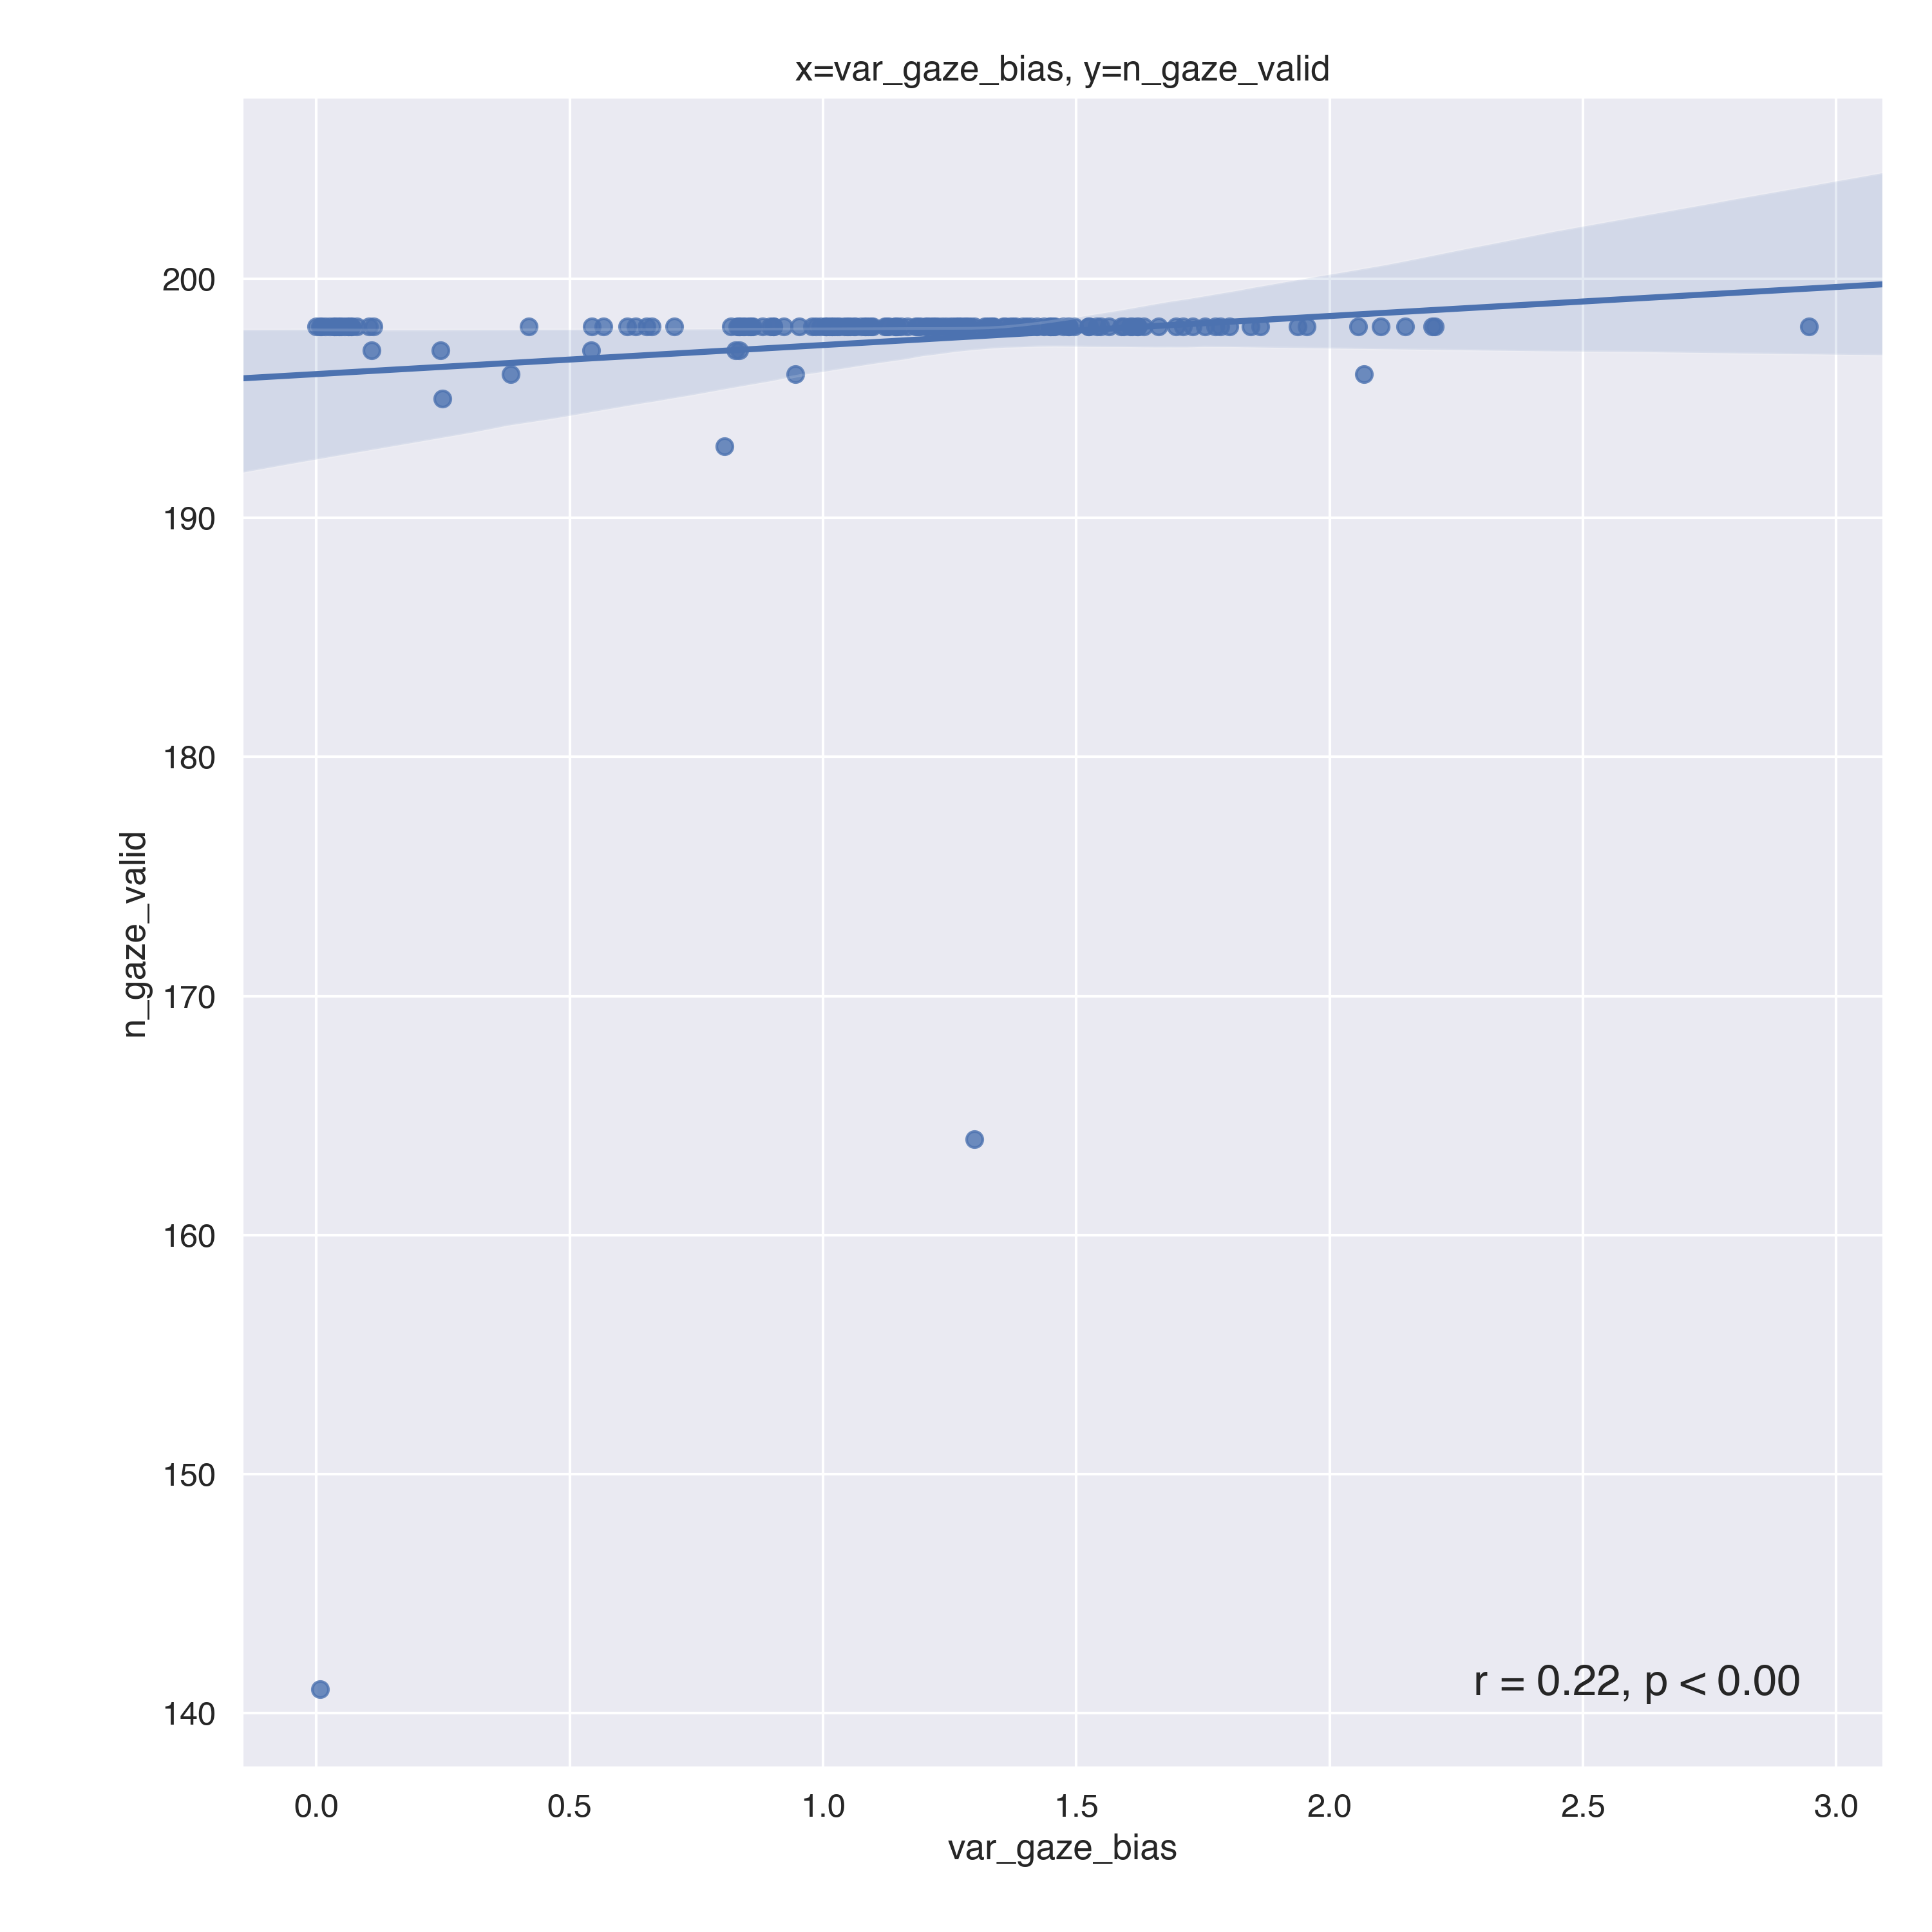 x=var_gaze_bias, y=n_gaze_valid
200
190
180
170
160
150
140
n_gaze_valid
r = 0.22, p < 0.00
0.0 0.5 1.0 1.5 2.0 2.5 3.0
var_gaze_bias